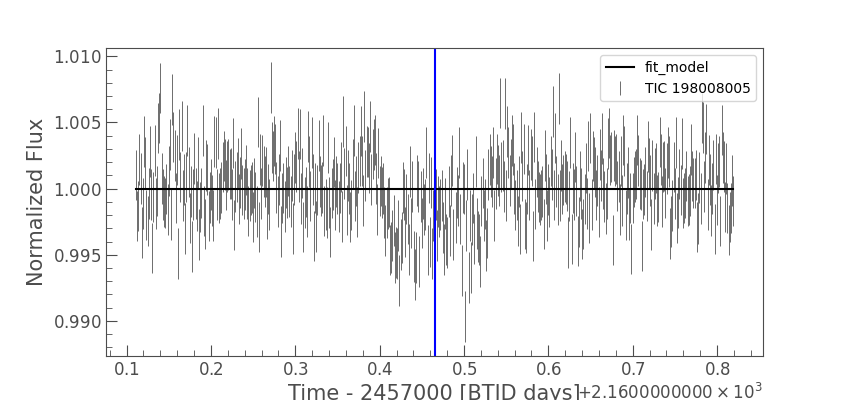 1.010
1.005
1.000
0.995
0.990
Normalized Flux
fit_model
TIC 198008005
0.1 0.2 0.3 0.4 0.5 0.6 0.7 0.8
Time - 2457000 [BTJD days]
+2.1600000000×10³